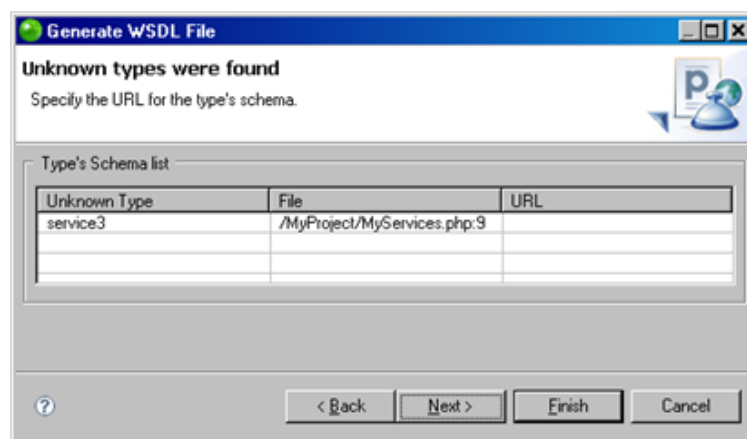 Generate WSDL File
Unknown types were found
Specify the URL for the type's schema.
Type's Schema list
Unknown Type File URL
service3 /MyProject/MyServices.php:9
< Back Next > Finish Cancel